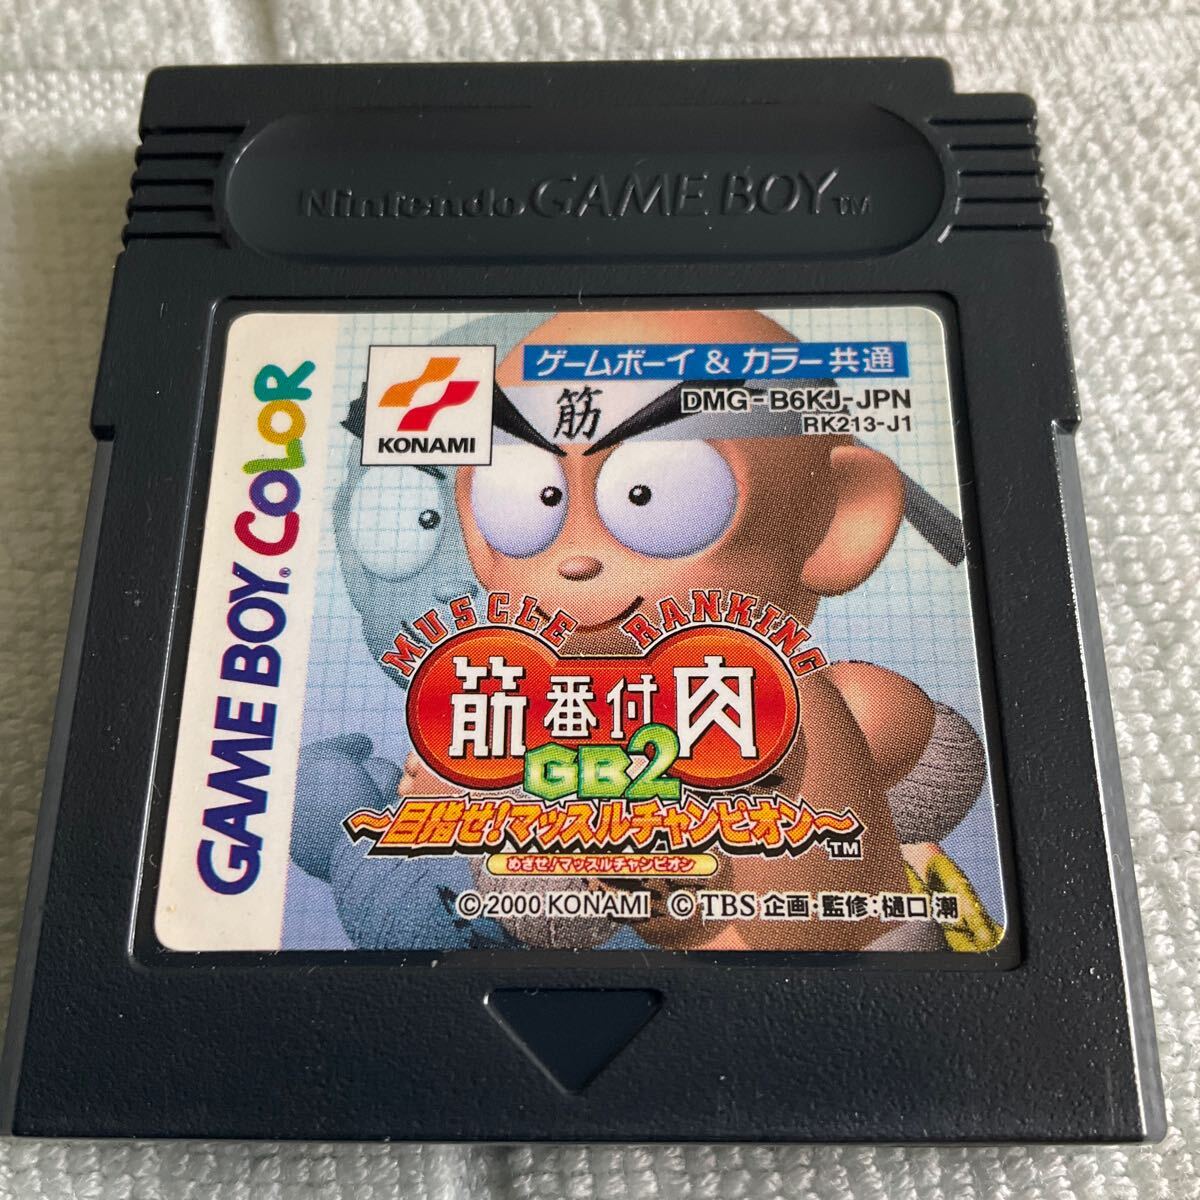 Nintendo GAME BOY™
GAME BOY® COLOR
KONAMI
ゲームボーイ & カラー共通
DMG-B6KJ-JPN
RK213-J1
筋
MUSCLE RANKING
筋肉番付
GB2
〜目指せ!マッスルチャンピオン〜™
めざせ!マッスルチャンピオン
©2000 KONAMI ©TBS 企画・監修:樋口潮